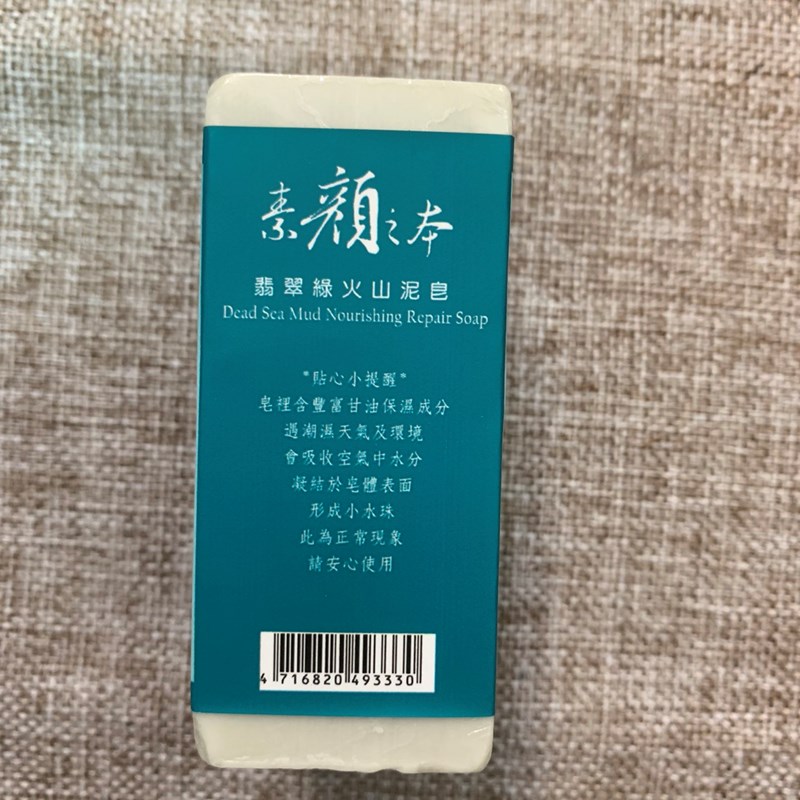 素顏之本
翡翠綠火山泥皂
Dead Sea Mud Nourishing Repair Soap
*貼心小提醒*
皂裡含豐富甘油保濕成分
遇潮濕天氣及環境
會吸收空氣中水分
凝結於皂體表面
形成小水珠
此為正常現象
請安心使用
4 716820 493330